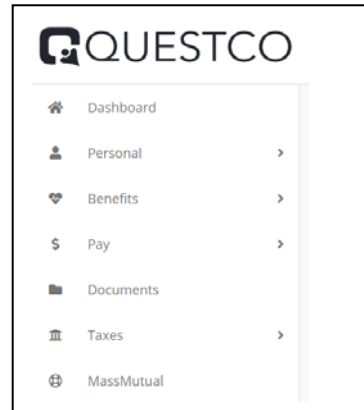 QUESTCO
Dashboard
Personal
Benefits
Pay
Documents
Taxes
MassMutual